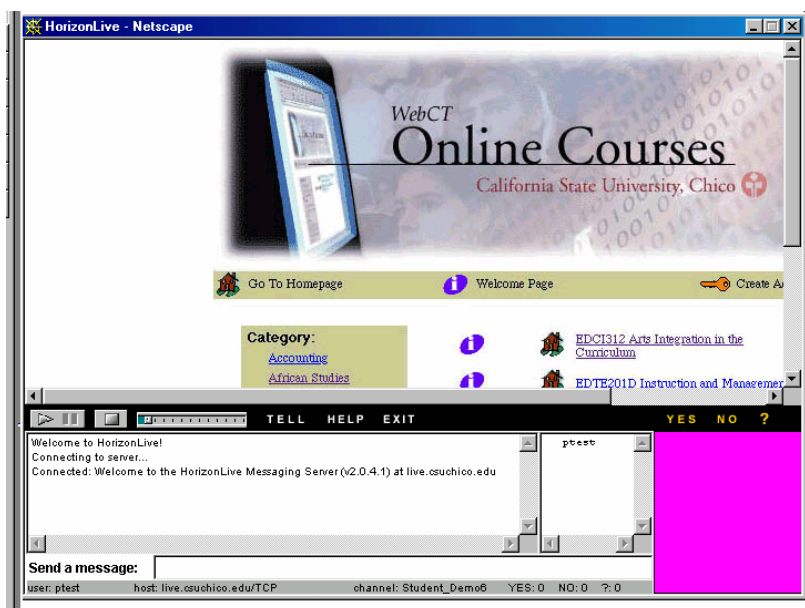 HorizonLive - Netscape
WebCT
Online Courses
California State University, Chico
Go To Homepage
Welcome Page
Create
Category:
Accounting
African Studies
EDCI312 Arts Integration in the
Curriculum
EDTE201D Instruction and
TELL HELP EXIT
YES NO ?
Welcome to HorizonLive!
Connecting to server...
Connected: Welcome to the HorizonLive Messaging Server (v2.0.4.1) at live.csuchico.edu
ptest
Send a message:
user: ptest host: live.csuchico.edu/TCP channel: Student_Demo6 YES: 0 NO: 0 ?: 0